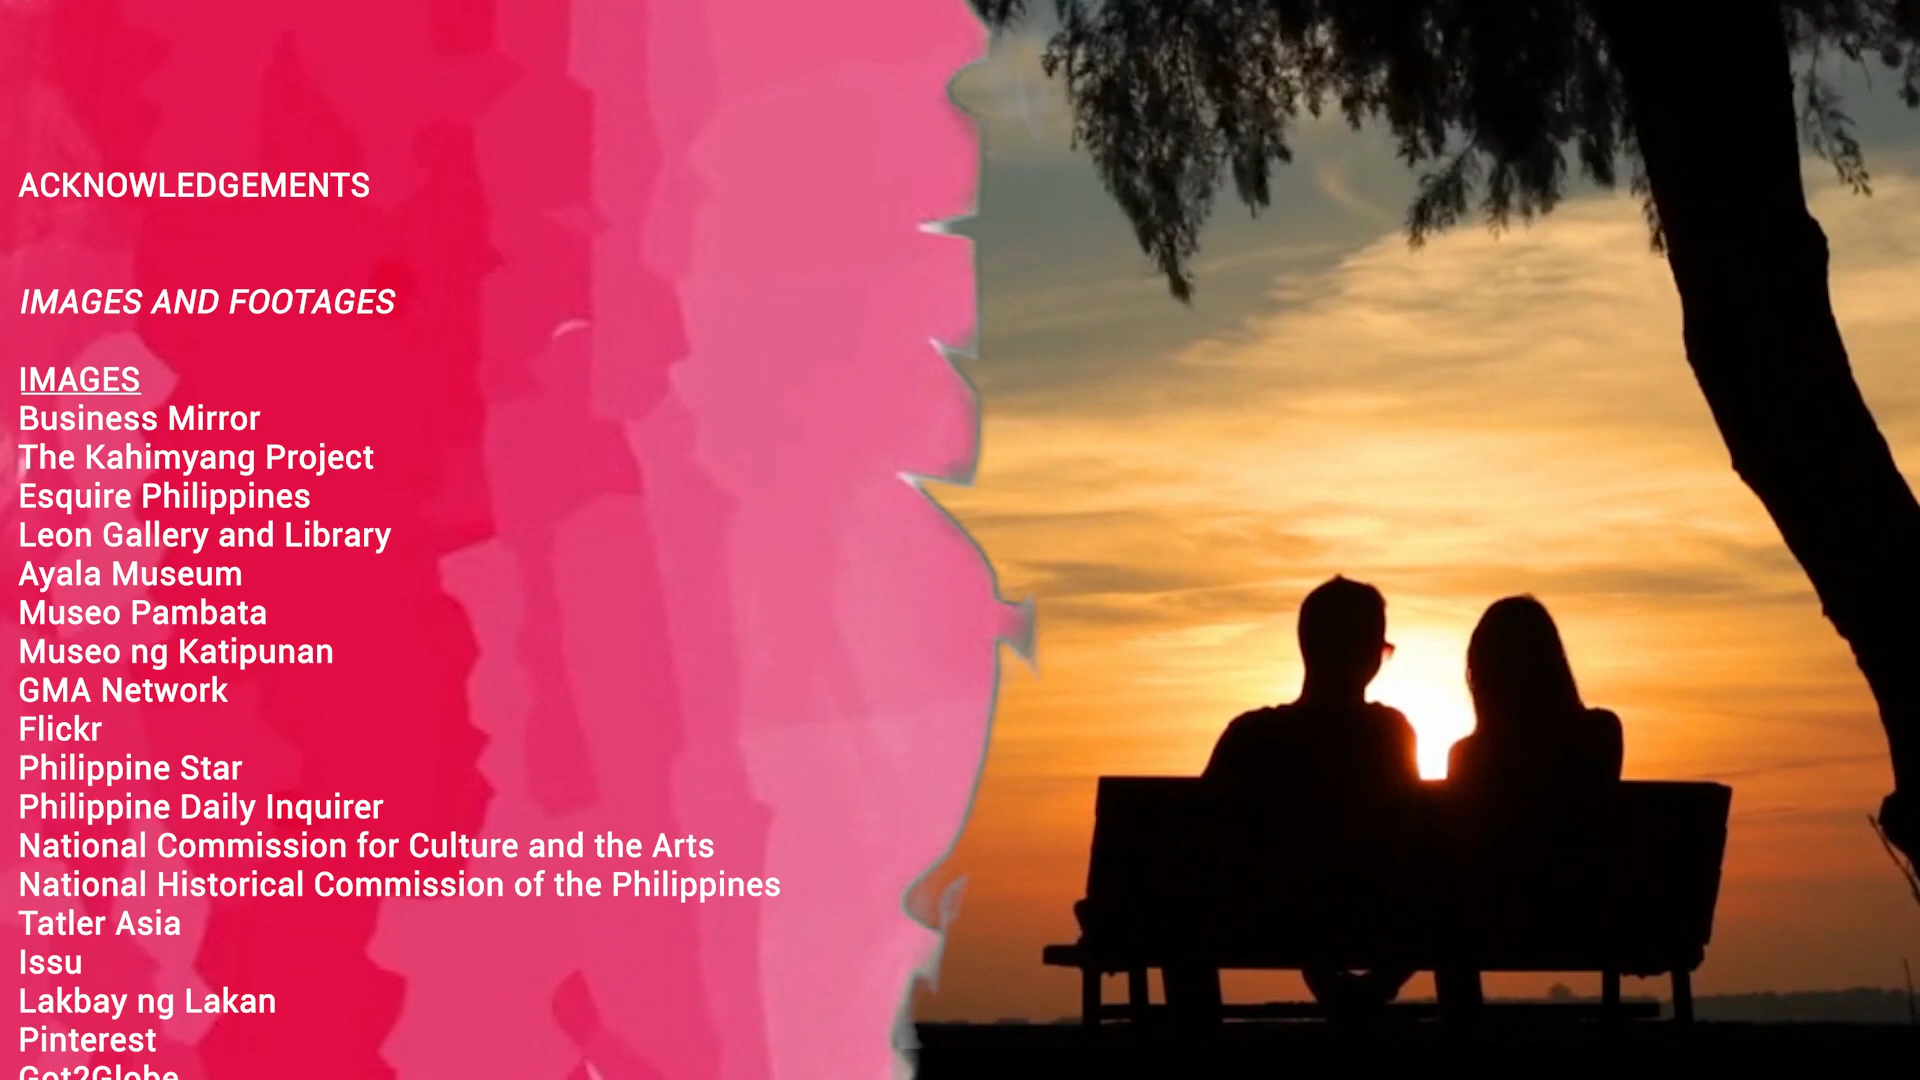 ACKNOWLEDGEMENTS
IMAGES AND FOOTAGES
IMAGES
Business Mirror
The Kahimyang Project
Esquire Philippines
Leon Gallery and Library
Ayala Museum
Museo Pambata
Museo ng Katipunan
GMA Network
Flickr
Philippine Star
Philippine Daily Inquirer
National Commission for Culture and the Arts
National Historical Commission of the Philippines
Tatler Asia
Issu
Lakbay ng Lakan
Pinterest
Got2Globe